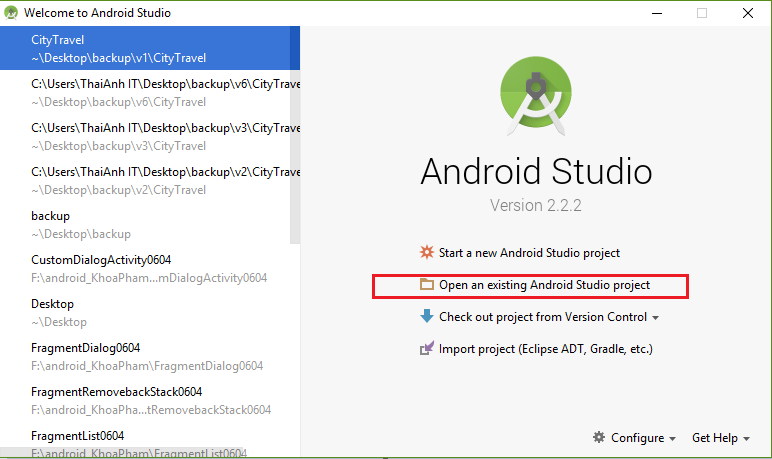 Welcome to Android Studio
CityTravel
~\Desktop\backup\v1\CityTravel
C:\Users\ThaiAnh IT\Desktop\backup\v6\CityTrave
~\Desktop\backup\v6\CityTravel
C:\Users\ThaiAnh IT\Desktop\backup\v3\CityTrave
~\Desktop\backup\v3\CityTravel
C:\Users\ThaiAnh IT\Desktop\backup\v2\CityTrave
~\Desktop\backup\v2\CityTravel
backup
~\Desktop\backup
CustomDialogActivity0604
F:\android_KhoaPham...mDialogActivity0604
Desktop
~\Desktop
FragmentDialog0604
F:\android_KhoaPham\FragmentDialog0604
FragmentRemovebackStack0604
F:\android_KhoaPham...tRemovebackStack0604
FragmentList0604
F:\android_KhoaPham\FragmentList0604
Android Studio
Version 2.2.2
Start a new Android Studio project
Open an existing Android Studio project
Check out project from Version Control
Import project (Eclipse ADT, Gradle, etc.)
Configure
Get Help